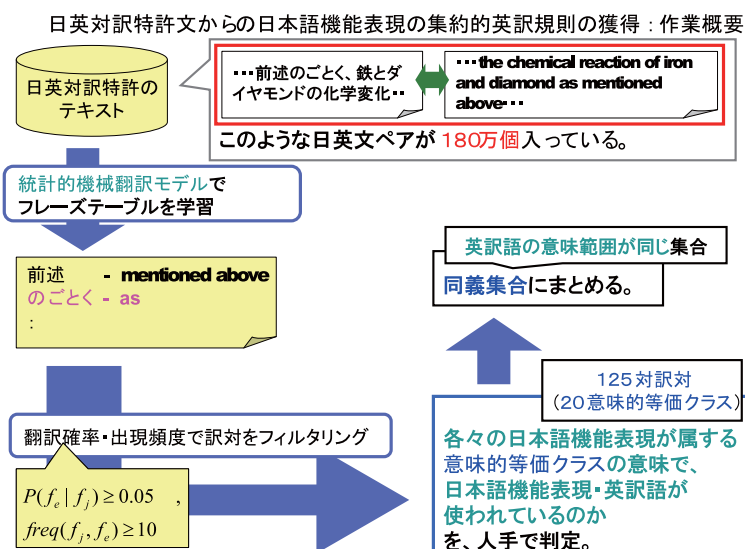 日英対訳特許文からの日本語機能表現の集約的英訳規則の獲得：作業概要
日英対訳特許の
テキスト
･･･前述のごとく、鉄とダ
イヤモンドの化学変化･･
･･･the chemical reaction of iron
and diamond as mentioned
above･･･
このような日英文ペアが 180万個入っている。
統計的機械翻訳モデルで
フレーズテーブルを学習
前述 - mentioned above
のごとく - as
:
翻訳確率・出現頻度で訳対をフィルタリング
P(f_e | f_j) ≥ 0.05 ,
freq(f_j, f_e) ≥ 10
英訳語の意味範囲が同じ集合
同義集合にまとめる。
125対訳対
(20意味的等価クラス)
各々の日本語機能表現が属する
意味的等価クラスの意味で、
日本語機能表現・英訳語が
使われているのか
を、人手で判定。